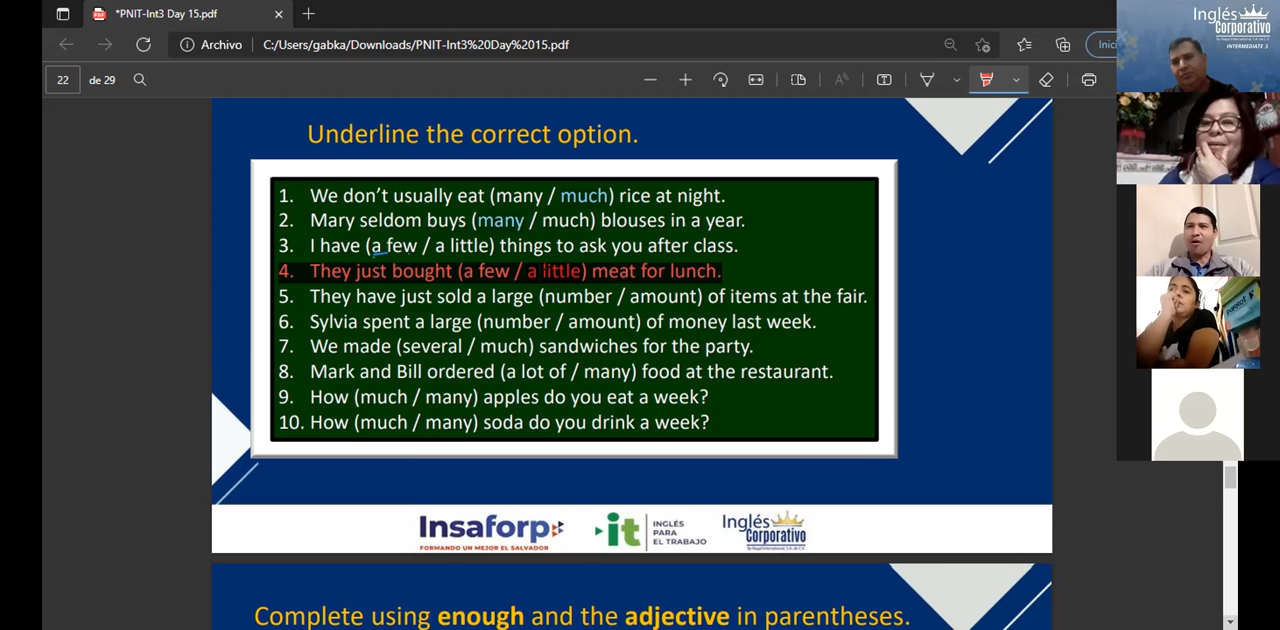 *PNIT-Int3 Day 15.pdf
Archivo
C:/Users/gabka/Downloads/PNIT-Int3%20Day%2015.pdf
Inic
22 de 29
Underline the correct option.
1. We don't usually eat (many / much) rice at night.
2. Mary seldom buys (many / much) blouses in a year.
3. I have (a few / a little) things to ask you after class.
4. They just bought (a few / a little) meat for lunch.
5. They have just sold a large (number / amount) of items at the fair.
6. Sylvia spent a large (number / amount) of money last week.
7. We made (several / much) sandwiches for the party.
8. Mark and Bill ordered (a lot of / many) food at the restaurant.
9. How (much / many) apples do you eat a week?
10. How (much / many) soda do you drink a week?
Insaforp
FORMANDO UN MEJOR EL SALVADOR
it
INGLÉS
PARA
EL TRABAJO
Inglés
Corporativo
Complete using enough and the adjective in parentheses.
Inglés
Corporativo
INTERMEDIATE 3